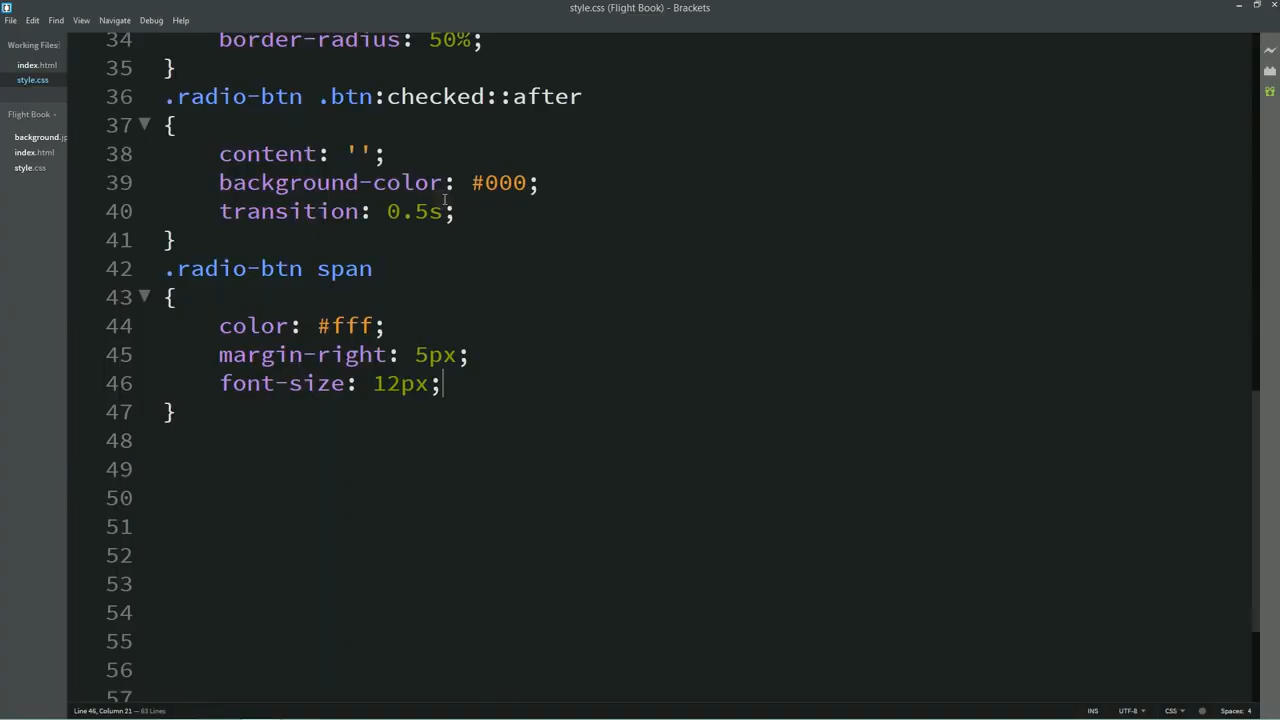 style.css (Flight Book) - Brackets
File Edit Find View Navigate Debug Help
Working Files
index.html
style.css
Flight Book
background.jp
index.html
style.css
34 border-radius: 50%;
35 }
36 .radio-btn .btn:checked::after
37 {
38 content: '';
39 background-color: #000;
40 transition: 0.5s;
41 }
42 .radio-btn span
43 {
44 color: #fff;
45 margin-right: 5px;
46 font-size: 12px;
47 }
48
49
50
51
52
53
54
55
56
57
Line 46, Column 21 — 63 Lines
INS UTF-8 CSS Spaces: 4